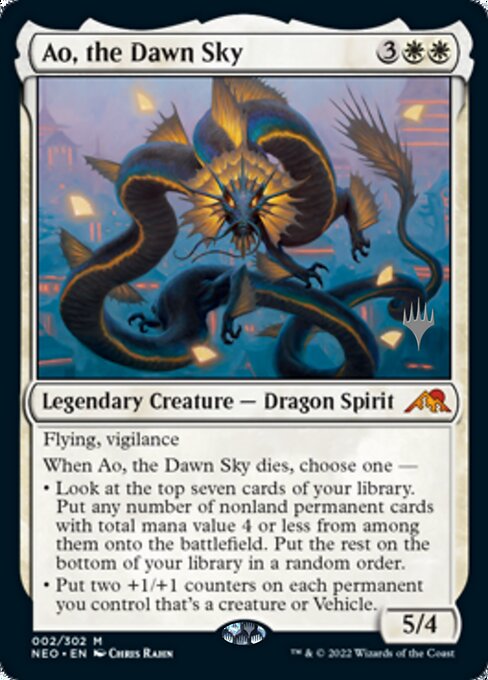 Ao, the Dawn Sky 3
Legendary Creature — Dragon Spirit
Flying, vigilance
When Ao, the Dawn Sky dies, choose one —
• Look at the top seven cards of your library.
Put any number of nonland permanent cards
with total mana value 4 or less from among
them onto the battlefield. Put the rest on the
bottom of your library in a random order.
• Put two +1/+1 counters on each permanent
you control that's a creature or Vehicle.
5/4
002/302 M
NEO • EN Chris Rahn
™ & © 2022 Wizards of the Coast